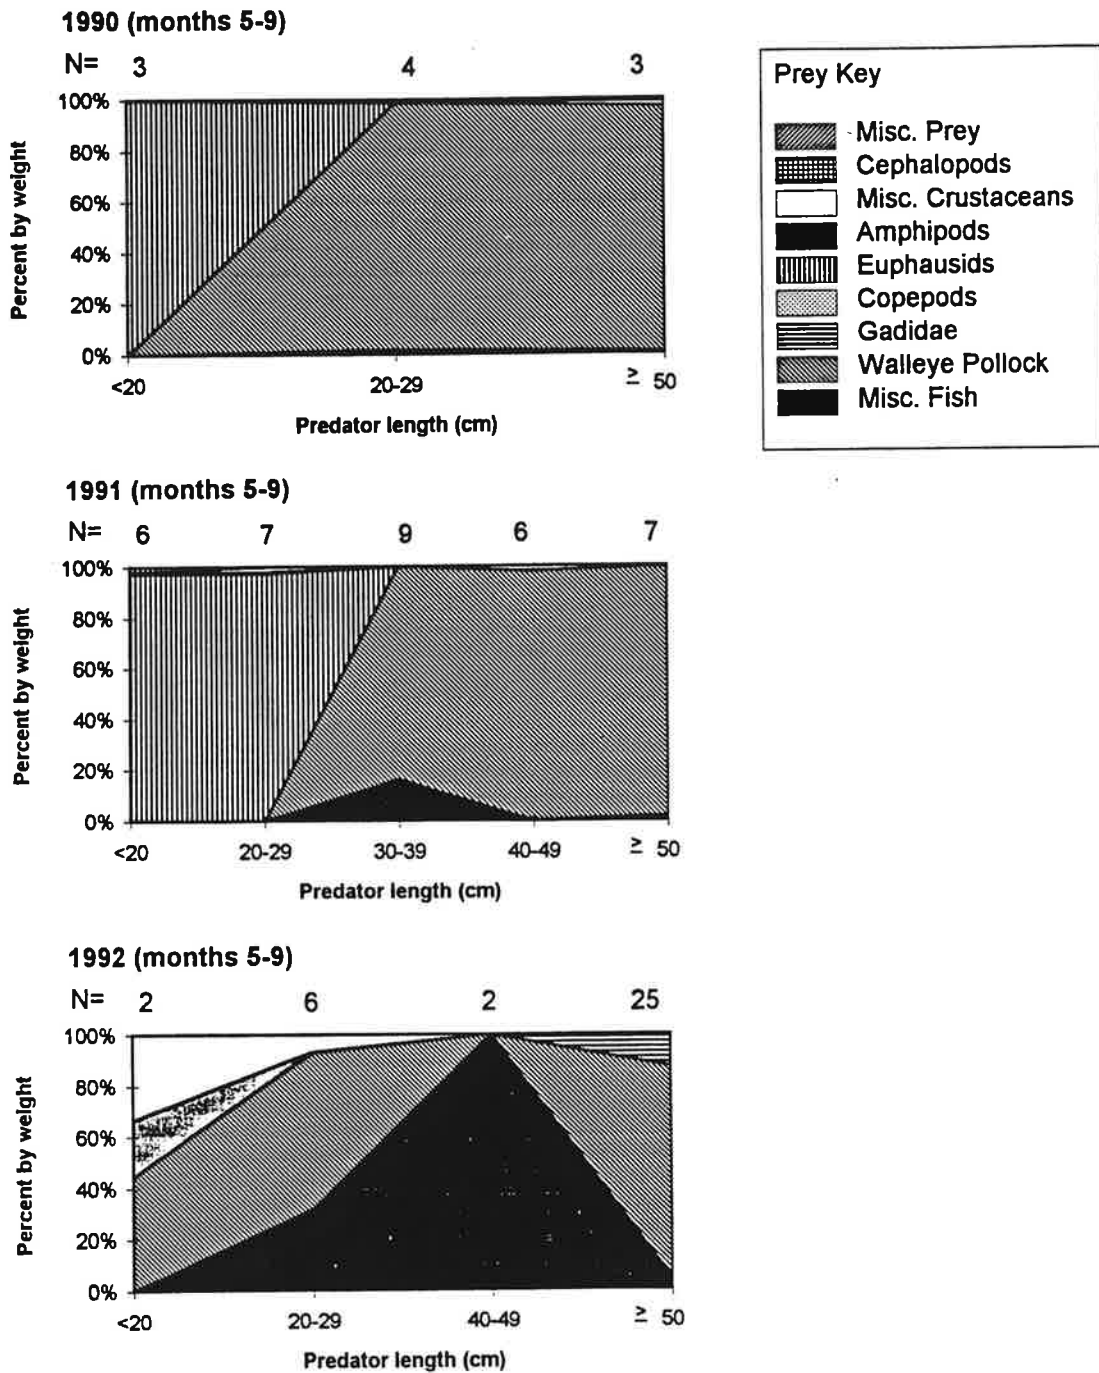 1990 (months 5-9)
N= 3 4 3
100%
80%
60%
40%
20%
0%
Percent by weight
<20 20-29 ≥ 50
Predator length (cm)
Prey Key
Misc. Prey
Cephalopods
Misc. Crustaceans
Amphipods
Euphausids
Copepods
Gadidae
Walleye Pollock
Misc. Fish
1991 (months 5-9)
N= 6 7 9 6 7
100%
80%
60%
40%
20%
0%
Percent by weight
<20 20-29 30-39 40-49 ≥ 50
Predator length (cm)
1992 (months 5-9)
N= 2 6 2 25
100%
80%
60%
40%
20%
0%
Percent by weight
<20 20-29 40-49 ≥ 50
Predator length (cm)